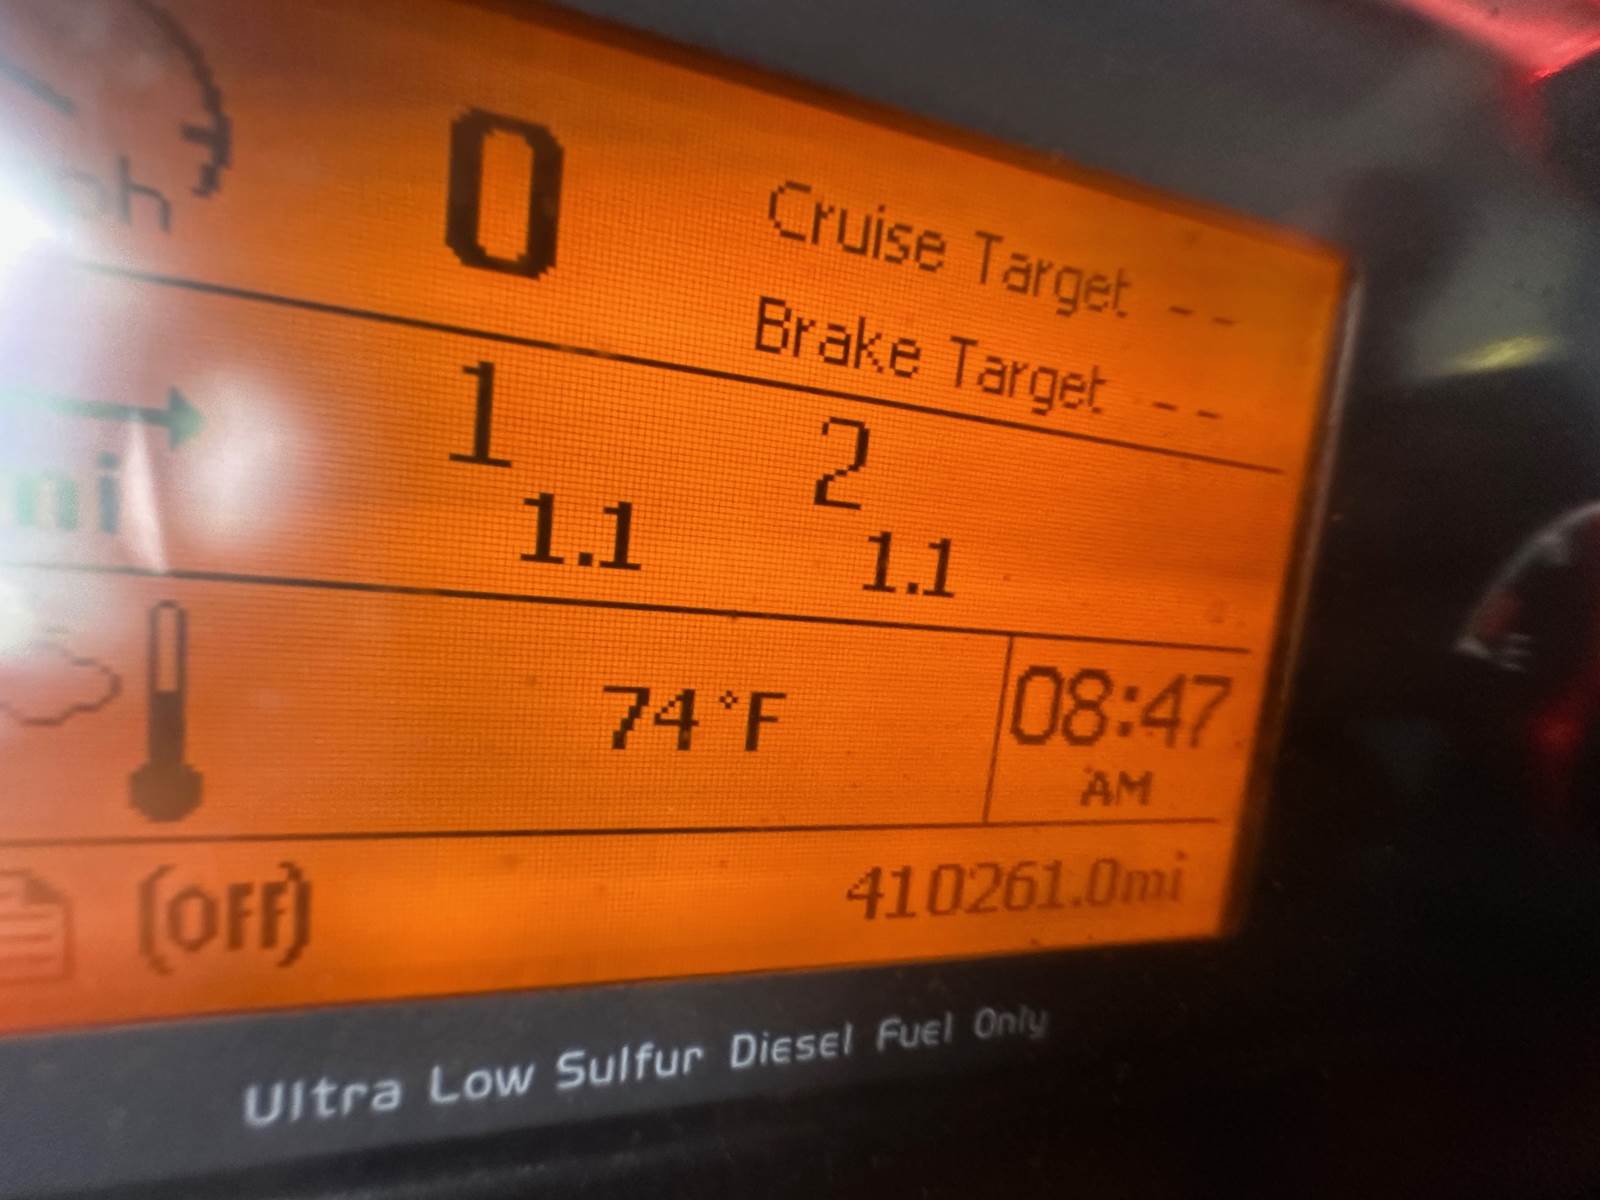 0
Cruise Target --
Brake Target --
1 2
mi
1.1 1.1
74°F
08:47
AM
(OFF) 410261.0mi
Ultra Low Sulfur Diesel Fuel Only